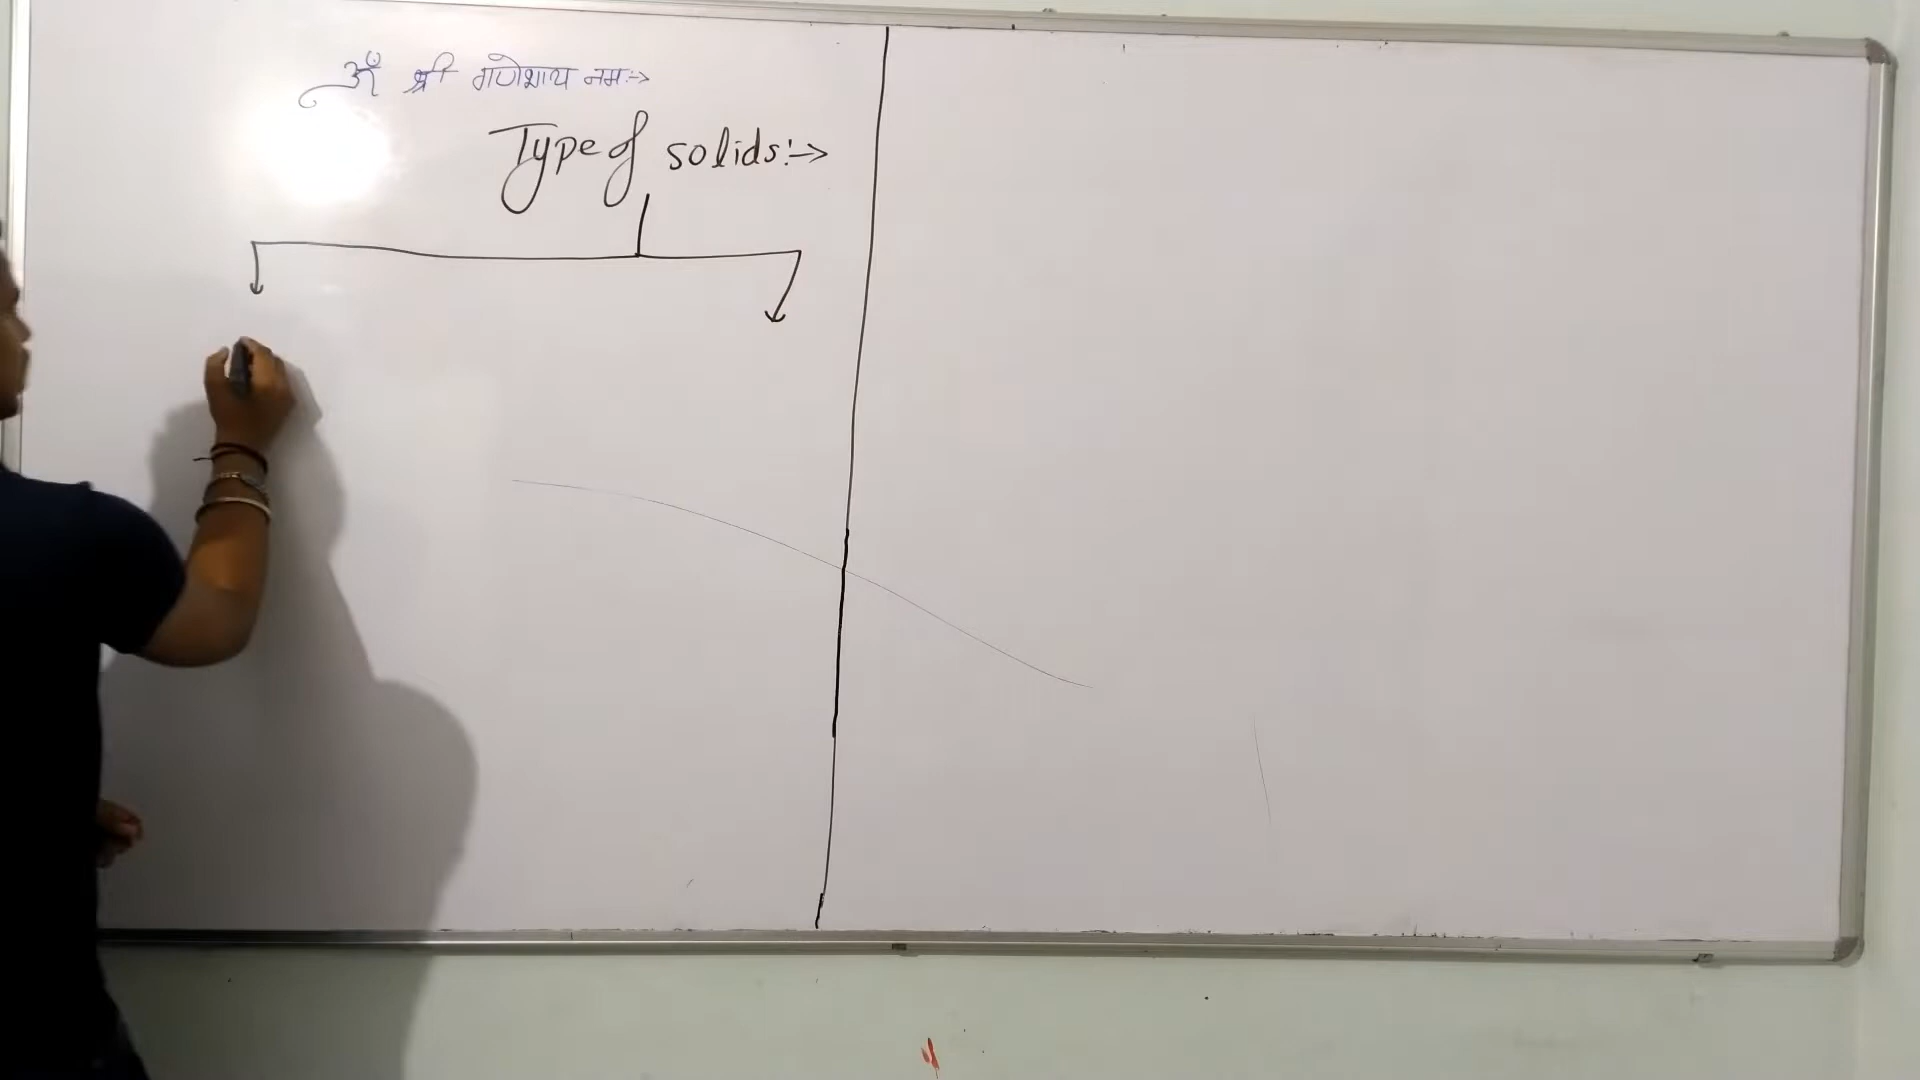 ॐ श्री गणेशाय नमः->
Type of solids:->